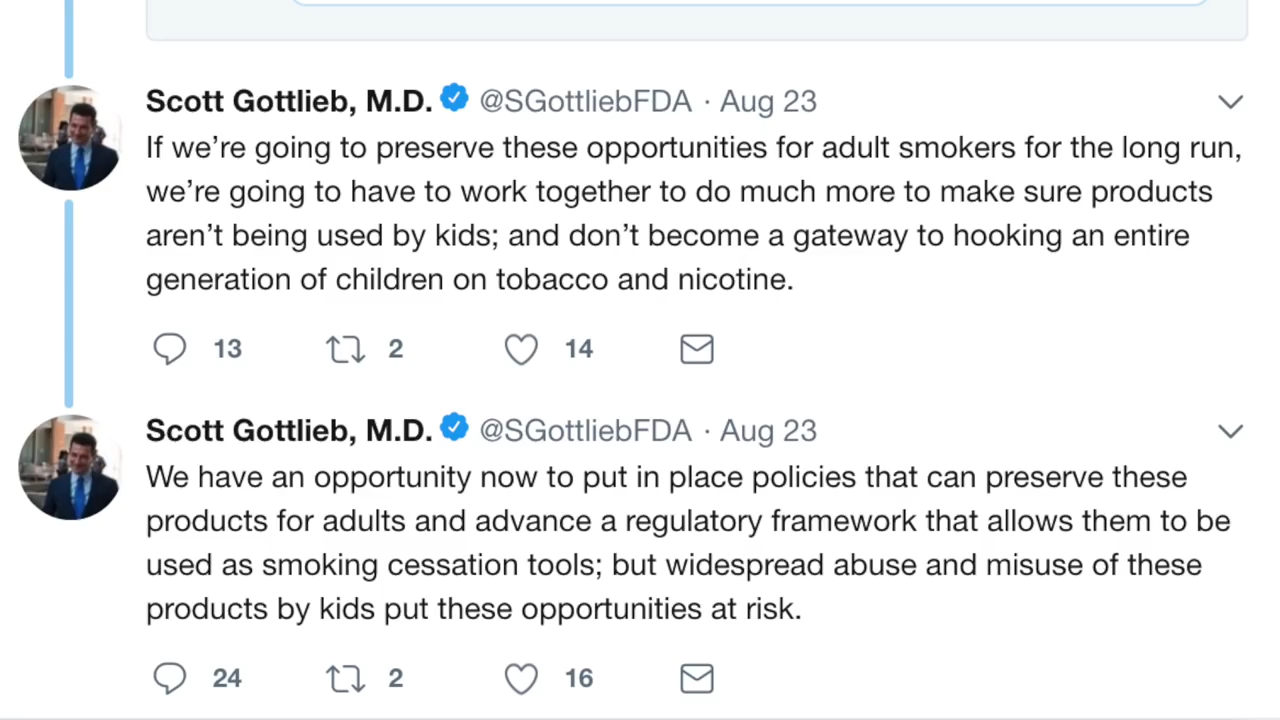 Scott Gottlieb, M.D. @SGottliebFDA · Aug 23
If we’re going to preserve these opportunities for adult smokers for the long run,
we’re going to have to work together to do much more to make sure products
aren’t being used by kids; and don’t become a gateway to hooking an entire
generation of children on tobacco and nicotine.
13 2 14
Scott Gottlieb, M.D. @SGottliebFDA · Aug 23
We have an opportunity now to put in place policies that can preserve these
products for adults and advance a regulatory framework that allows them to be
used as smoking cessation tools; but widespread abuse and misuse of these
products by kids put these opportunities at risk.
24 2 16